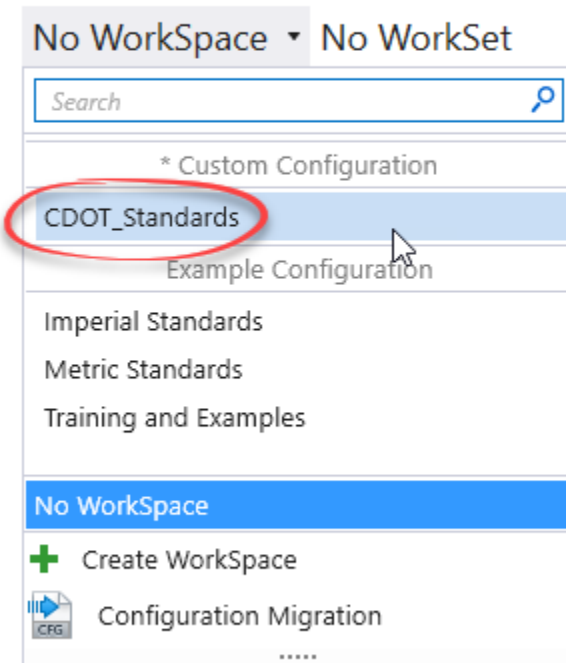 No WorkSpace No WorkSet
Search
* Custom Configuration
CDOT_Standards
Example Configuration
Imperial Standards
Metric Standards
Training and Examples
No WorkSpace
Create WorkSpace
CFG Configuration Migration